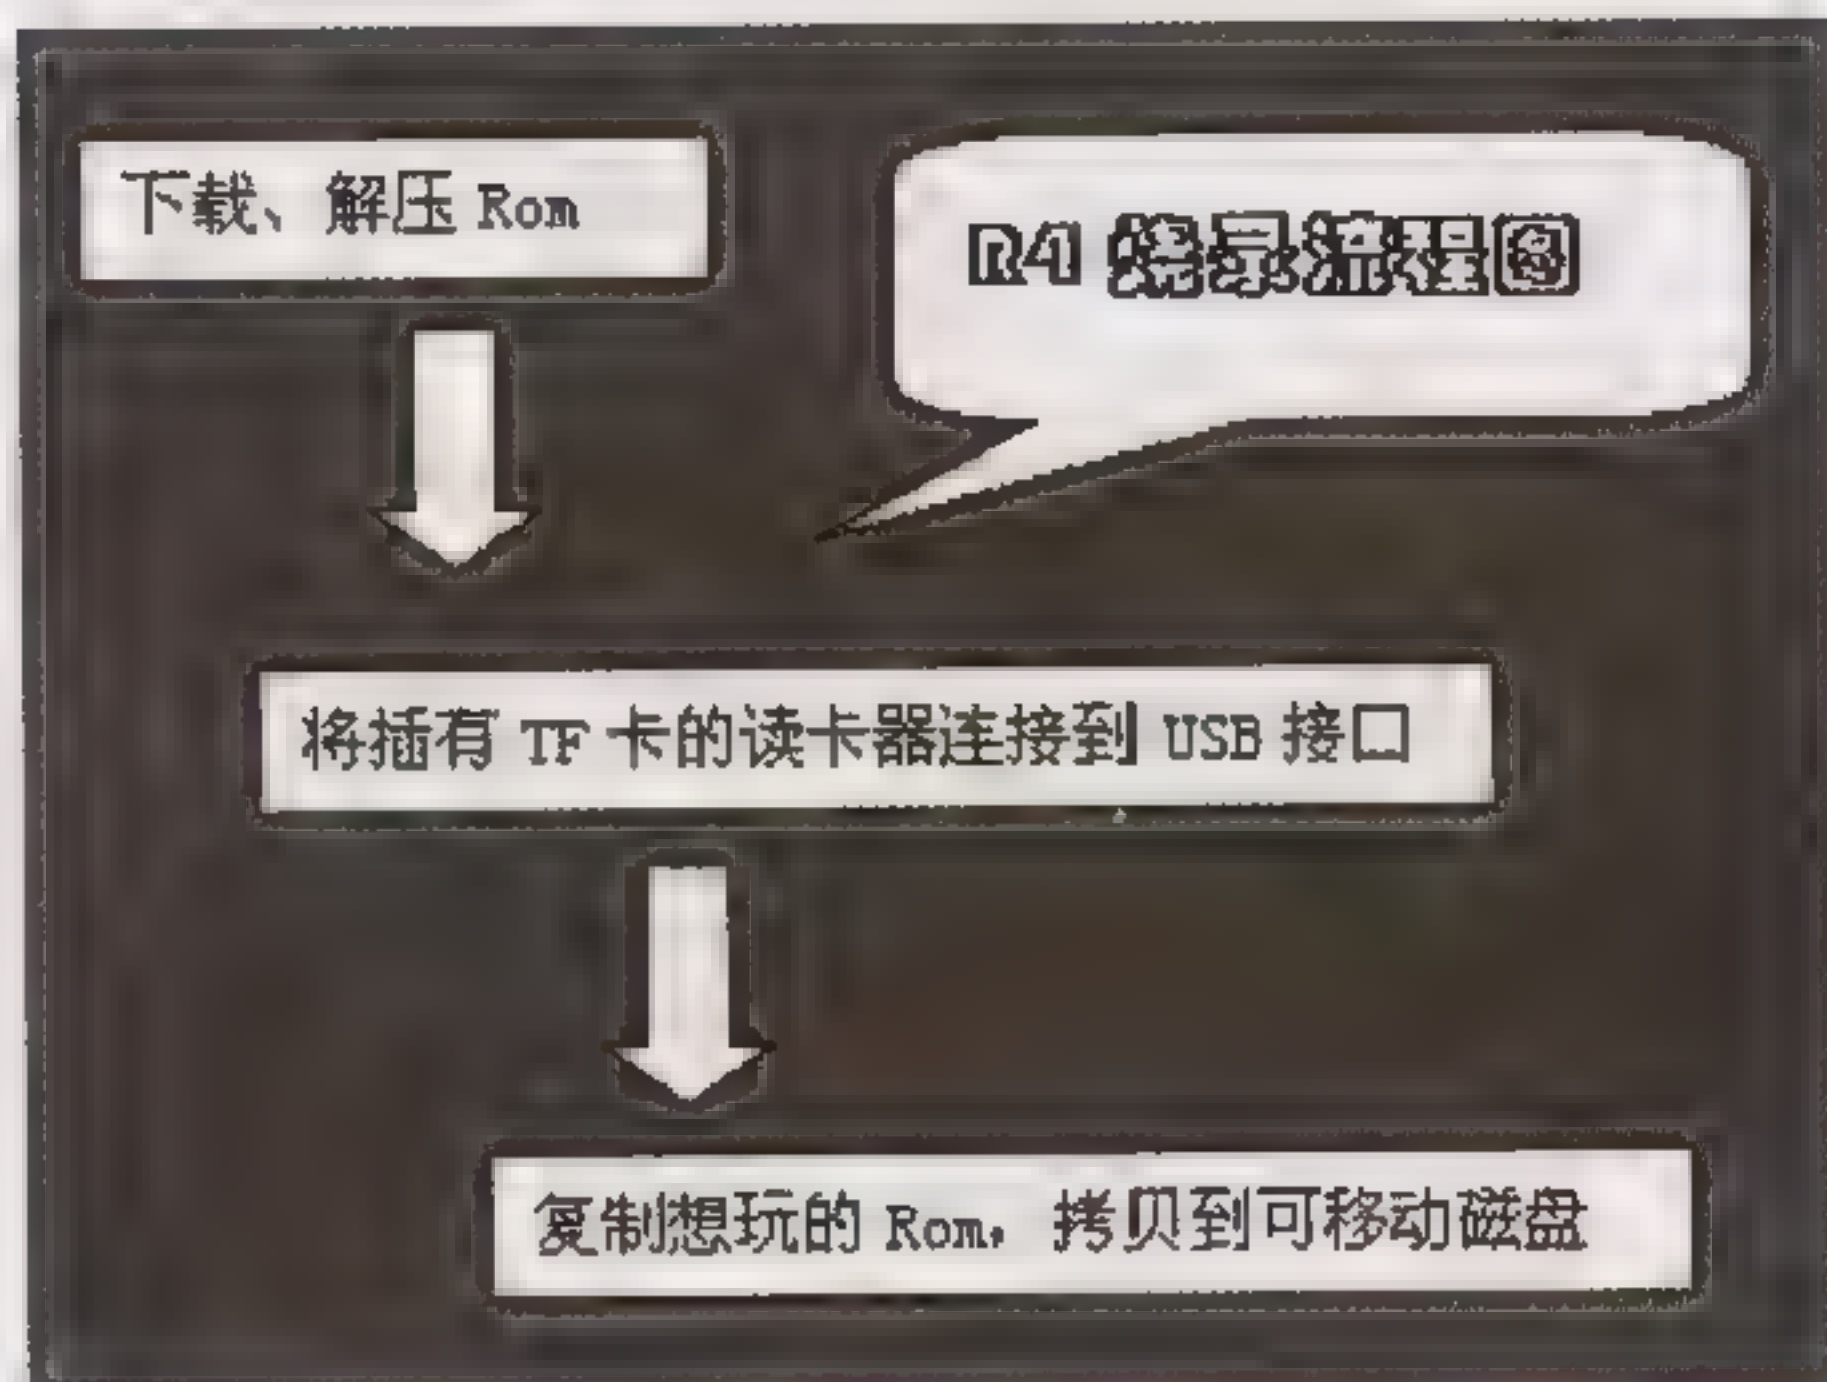 下载、解压 Rom
R4 烧录流程图
将插有 TF 卡的读卡器连接到 USB 接口
复制想玩的 Rom，拷贝到可移动磁盘